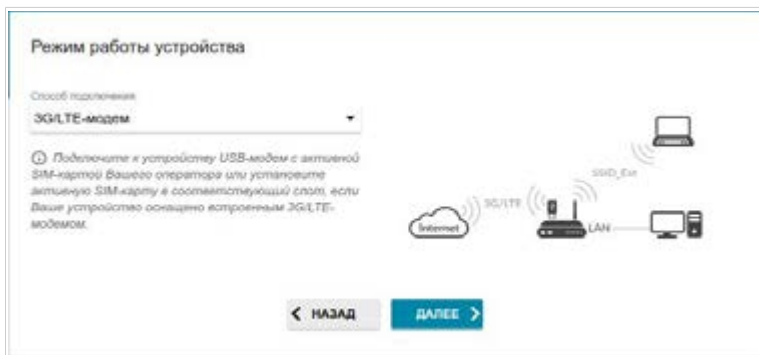 Режим работы устройства
Способ подключения
3G/LTE-модем
Подключите к устройству USB-модем с активной
SIM-картой Вашего оператора или установите
активную SIM-карту в соответствующий слот, если
Ваше устройство оснащено встроенным 3G/LTE-
модемом.
SSID_Ext
3G/LTE
Internet
LAN
НАЗАД
ДАЛЕЕ